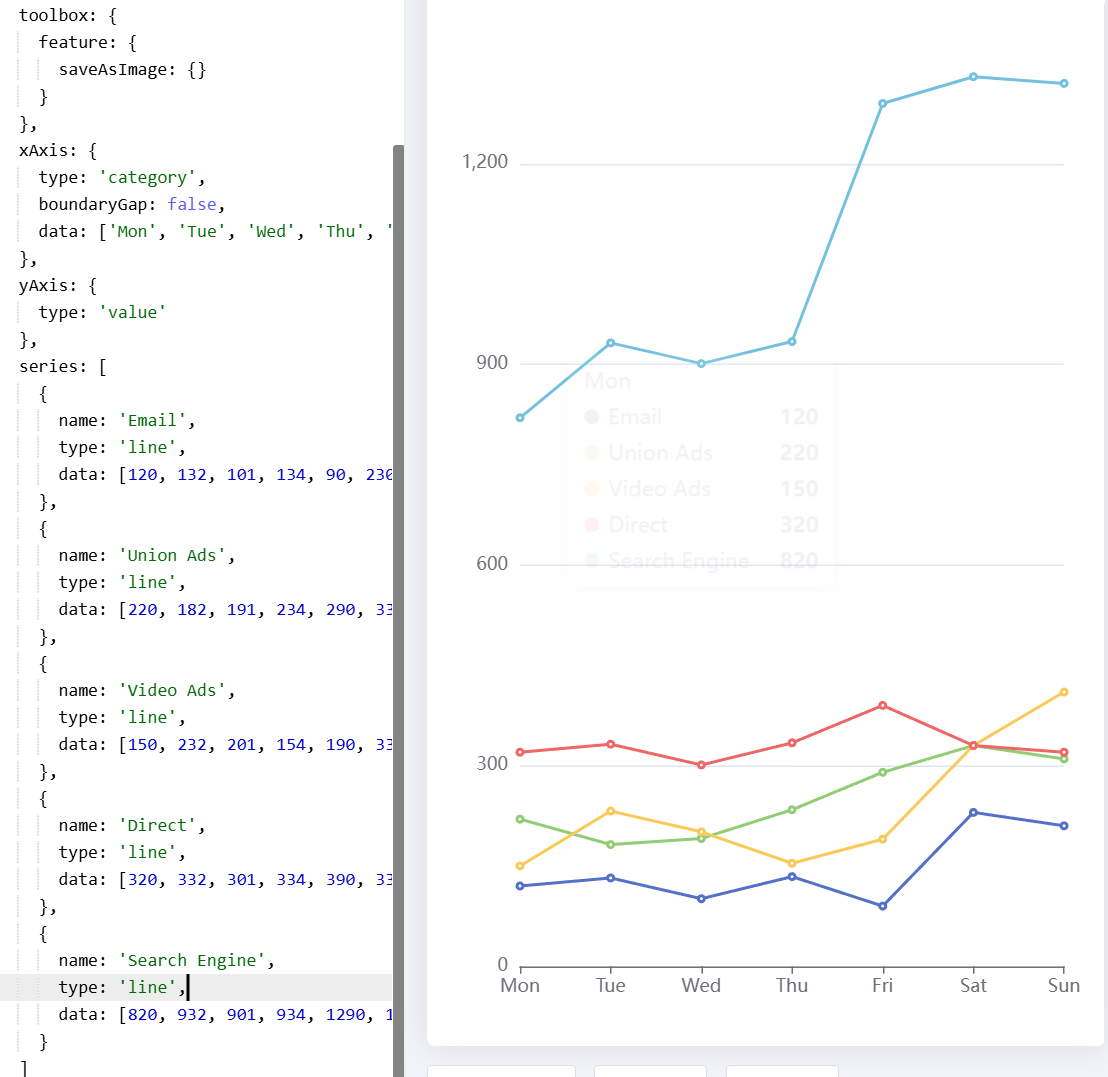 toolbox: {
feature: {
saveAsImage: {}
}
},
xAxis: {
type: 'category',
boundaryGap: false,
data: ['Mon', 'Tue', 'Wed', 'Thu', '
},
yAxis: {
type: 'value'
},
series: [
{
name: 'Email',
type: 'line',
data: [120, 132, 101, 134, 90, 230
},
{
name: 'Union Ads',
type: 'line',
data: [220, 182, 191, 234, 290, 33
},
{
name: 'Video Ads',
type: 'line',
data: [150, 232, 201, 154, 190, 33
},
{
name: 'Direct',
type: 'line',
data: [320, 332, 301, 334, 390, 33
},
{
name: 'Search Engine',
type: 'line',
data: [820, 932, 901, 934, 1290, 1
}
]
1,200
900
600
300
0
Mon Tue Wed Thu Fri Sat Sun
Mon
Email 120
Union Ads 220
Video Ads 150
Direct 320
Search Engine 820